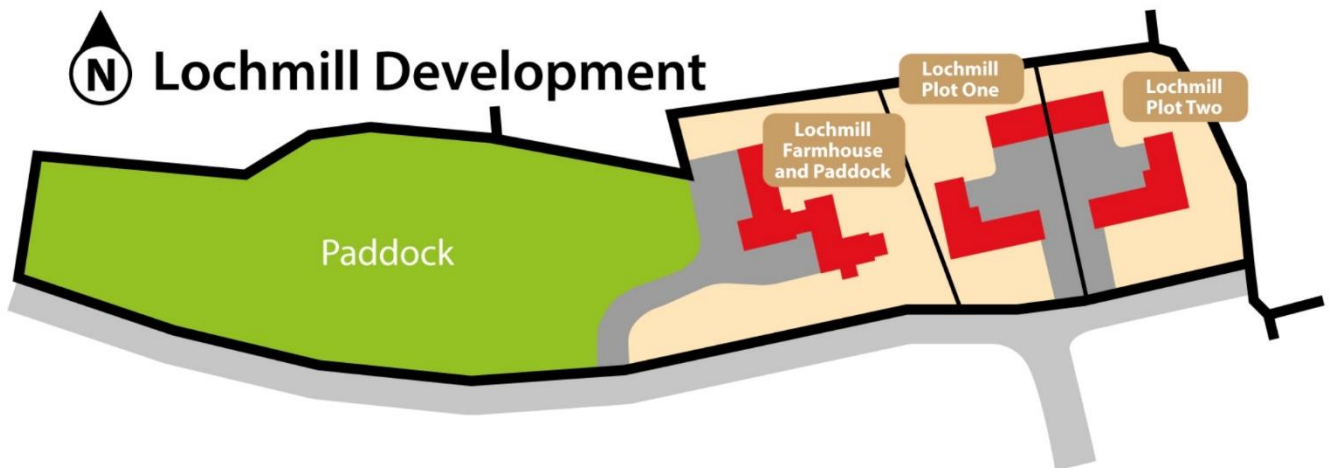 N
Lochmill Development
Lochmill
Plot One
Lochmill
Plot Two
Lochmill
Farmhouse
and Paddock
Paddock